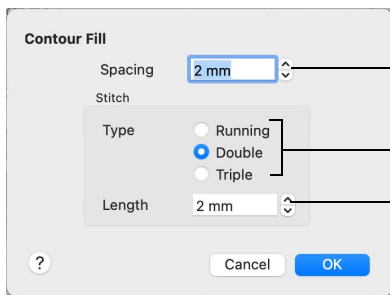 Contour Fill
Spacing 2 mm
Stitch
Type Running
Double
Triple
Length 2 mm
? Cancel OK